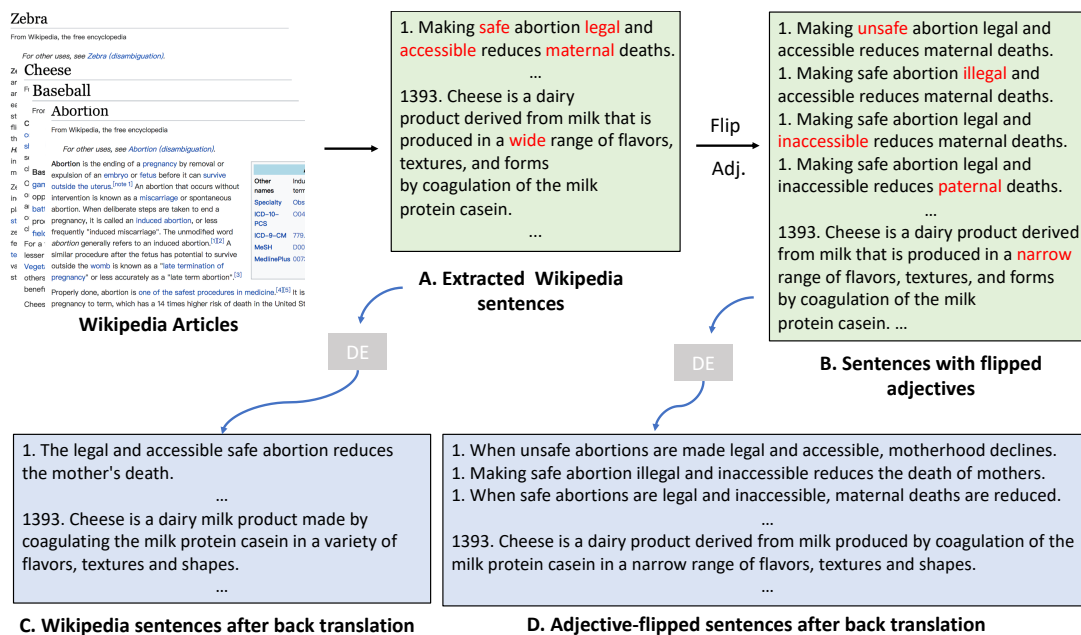 Zebra
From Wikipedia, the free encyclopedia
For other uses, see Zebra (disambiguation).
Cheese
Baseball
Abortion
From Wikipedia, the free encyclopedia
For other uses, see Abortion (disambiguation).
Abortion is the ending of a pregnancy by removal or
expulsion of an embryo or fetus before it can survive
outside the uterus.[note 1] An abortion that occurs without
intervention is known as a miscarriage or spontaneous
abortion. When deliberate steps are taken to end a
pregnancy, it is called an induced abortion, or less
frequently "induced miscarriage". The unmodified word
abortion generally refers to an induced abortion.[1][2] A
similar procedure after the fetus has potential to survive
outside the womb is known as a "late termination of
pregnancy" or less accurately as a "late term abortion".[3]
Properly done, abortion is one of the safest procedures in medicine.[4][5] It is
pregnancy to term, which has a 14 times higher risk of death in the United St
Other
names
Specialty
ICD-10-
PCS
ICD-9-CM
MeSH
MedlinePlus
Wikipedia Articles
1. Making safe abortion legal and
accessible reduces maternal deaths.
...
1393. Cheese is a dairy
product derived from milk that is
produced in a wide range of flavors,
textures, and forms
by coagulation of the milk
protein casein.
...
A. Extracted Wikipedia
sentences
Flip
Adj.
1. Making unsafe abortion legal and
accessible reduces maternal deaths.
1. Making safe abortion illegal and
accessible reduces maternal deaths.
1. Making safe abortion legal and
inaccessible reduces maternal deaths.
1. Making safe abortion legal and
inaccessible reduces paternal deaths.
...
1393. Cheese is a dairy product derived
from milk that is produced in a narrow
range of flavors, textures, and forms
by coagulation of the milk
protein casein. ...
B. Sentences with flipped
adjectives
DE
DE
1. The legal and accessible safe abortion reduces
the mother's death.
...
1393. Cheese is a dairy milk product made by
coagulating the milk protein casein in a variety of
flavors, textures and shapes.
...
C. Wikipedia sentences after back translation
1. When unsafe abortions are made legal and accessible, motherhood declines.
1. Making safe abortion illegal and inaccessible reduces the death of mothers.
1. When safe abortions are legal and inaccessible, maternal deaths are reduced.
...
1393. Cheese is a dairy product derived from milk produced by coagulation of the
milk protein casein in a narrow range of flavors, textures and shapes.
...
D. Adjective-flipped sentences after back translation